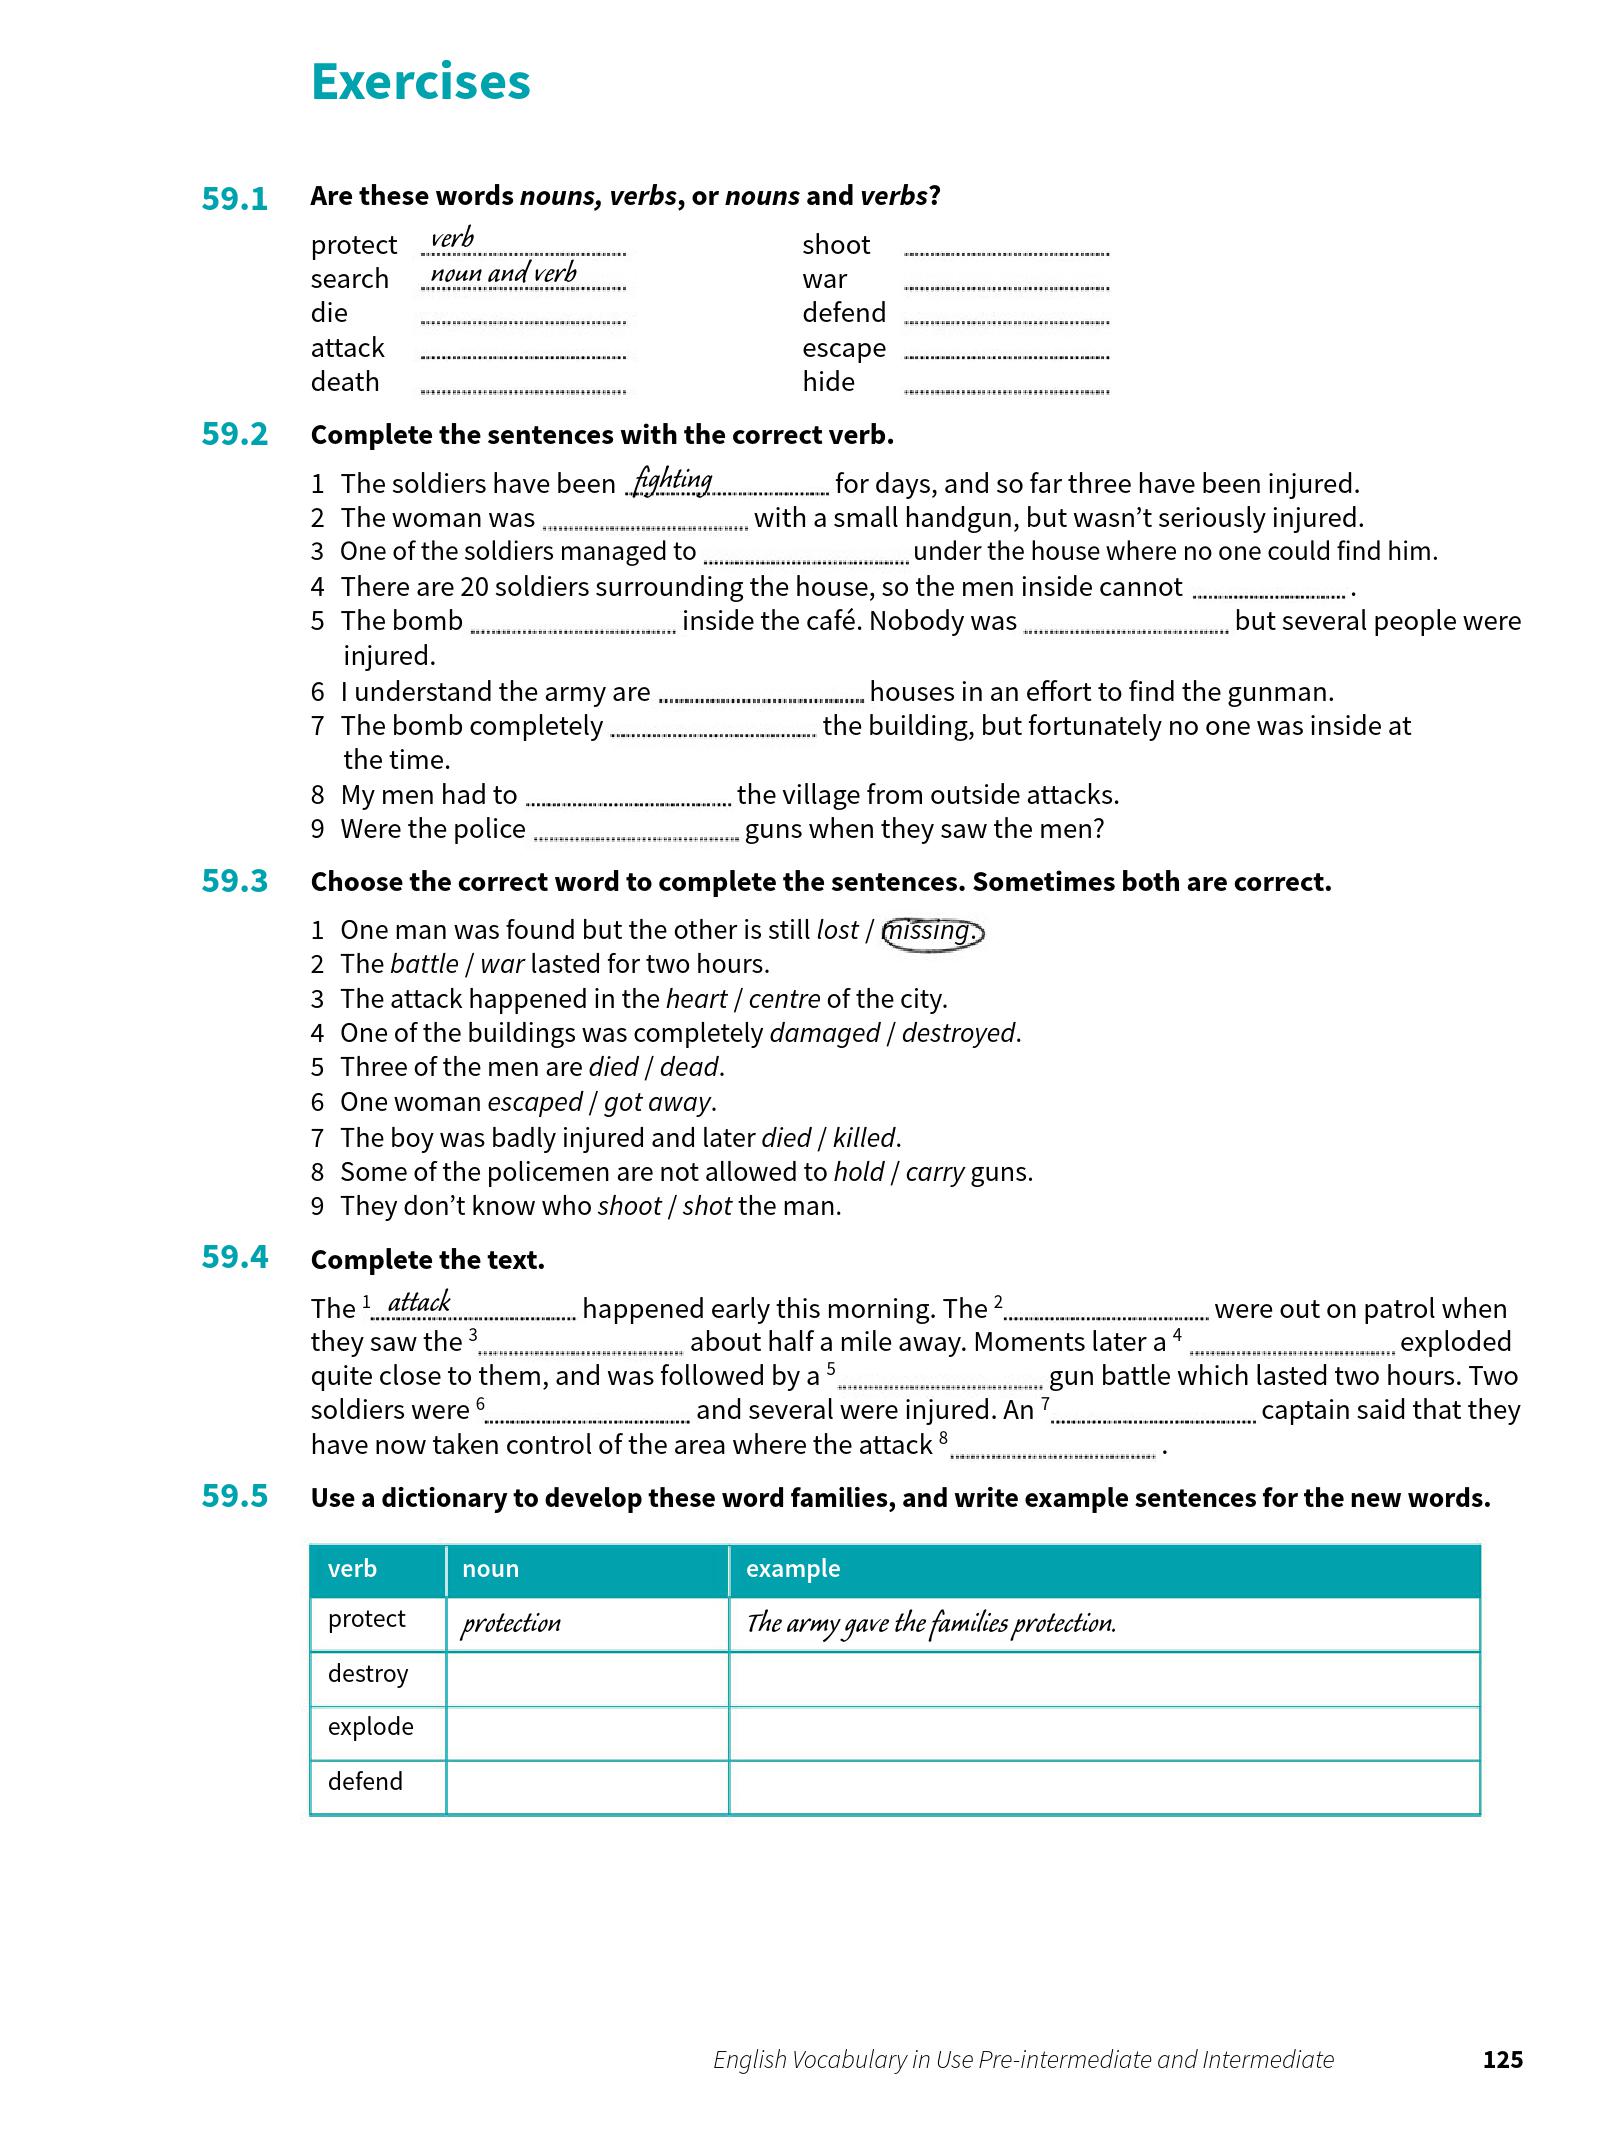 Exercises
59.1 Are these words nouns, verbs, or nouns and verbs?
protect verb shoot
search noun and verb war
die defend
attack escape
death hide
59.2 Complete the sentences with the correct verb.
1 The soldiers have been fighting for days, and so far three have been injured.
2 The woman was with a small handgun, but wasn’t seriously injured.
3 One of the soldiers managed to under the house where no one could find him.
4 There are 20 soldiers surrounding the house, so the men inside cannot .
5 The bomb inside the café. Nobody was but several people were
injured.
6 I understand the army are houses in an effort to find the gunman.
7 The bomb completely the building, but fortunately no one was inside at
the time.
8 My men had to the village from outside attacks.
9 Were the police guns when they saw the men?
59.3 Choose the correct word to complete the sentences. Sometimes both are correct.
1 One man was found but the other is still lost / missing.
2 The battle / war lasted for two hours.
3 The attack happened in the heart / centre of the city.
4 One of the buildings was completely damaged / destroyed.
5 Three of the men are died / dead.
6 One woman escaped / got away.
7 The boy was badly injured and later died / killed.
8 Some of the policemen are not allowed to hold / carry guns.
9 They don’t know who shoot / shot the man.
59.4 Complete the text.
The 1 attack happened early this morning. The 2 were out on patrol when
they saw the 3 about half a mile away. Moments later a 4 exploded
quite close to them, and was followed by a 5 gun battle which lasted two hours. Two
soldiers were 6 and several were injured. An 7 captain said that they
have now taken control of the area where the attack 8 .
59.5 Use a dictionary to develop these word families, and write example sentences for the new words.
verb noun example
protect protection The army gave the families protection.
destroy
explode
defend
English Vocabulary in Use Pre-intermediate and Intermediate 125